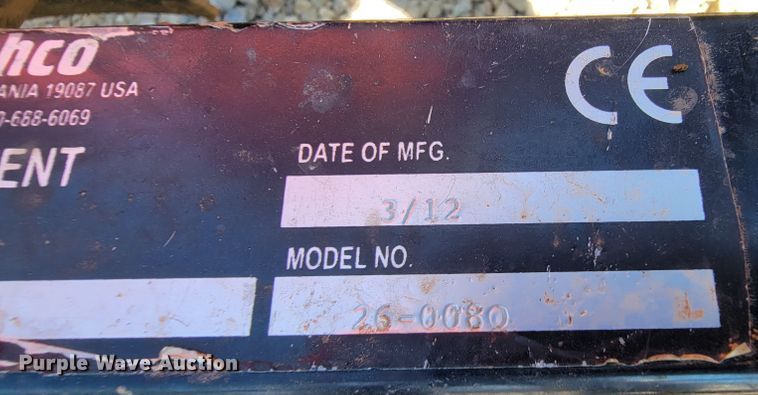 hco
ANIA 19087 USA
0-688-6069
ENT
CE
DATE OF MFG.
3/12
MODEL NO.
26-0080 L
Purple Wave Auction